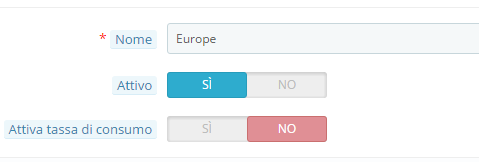 * Nome Europe
Attivo SÌ NO
Attiva tassa di consumo SÌ NO